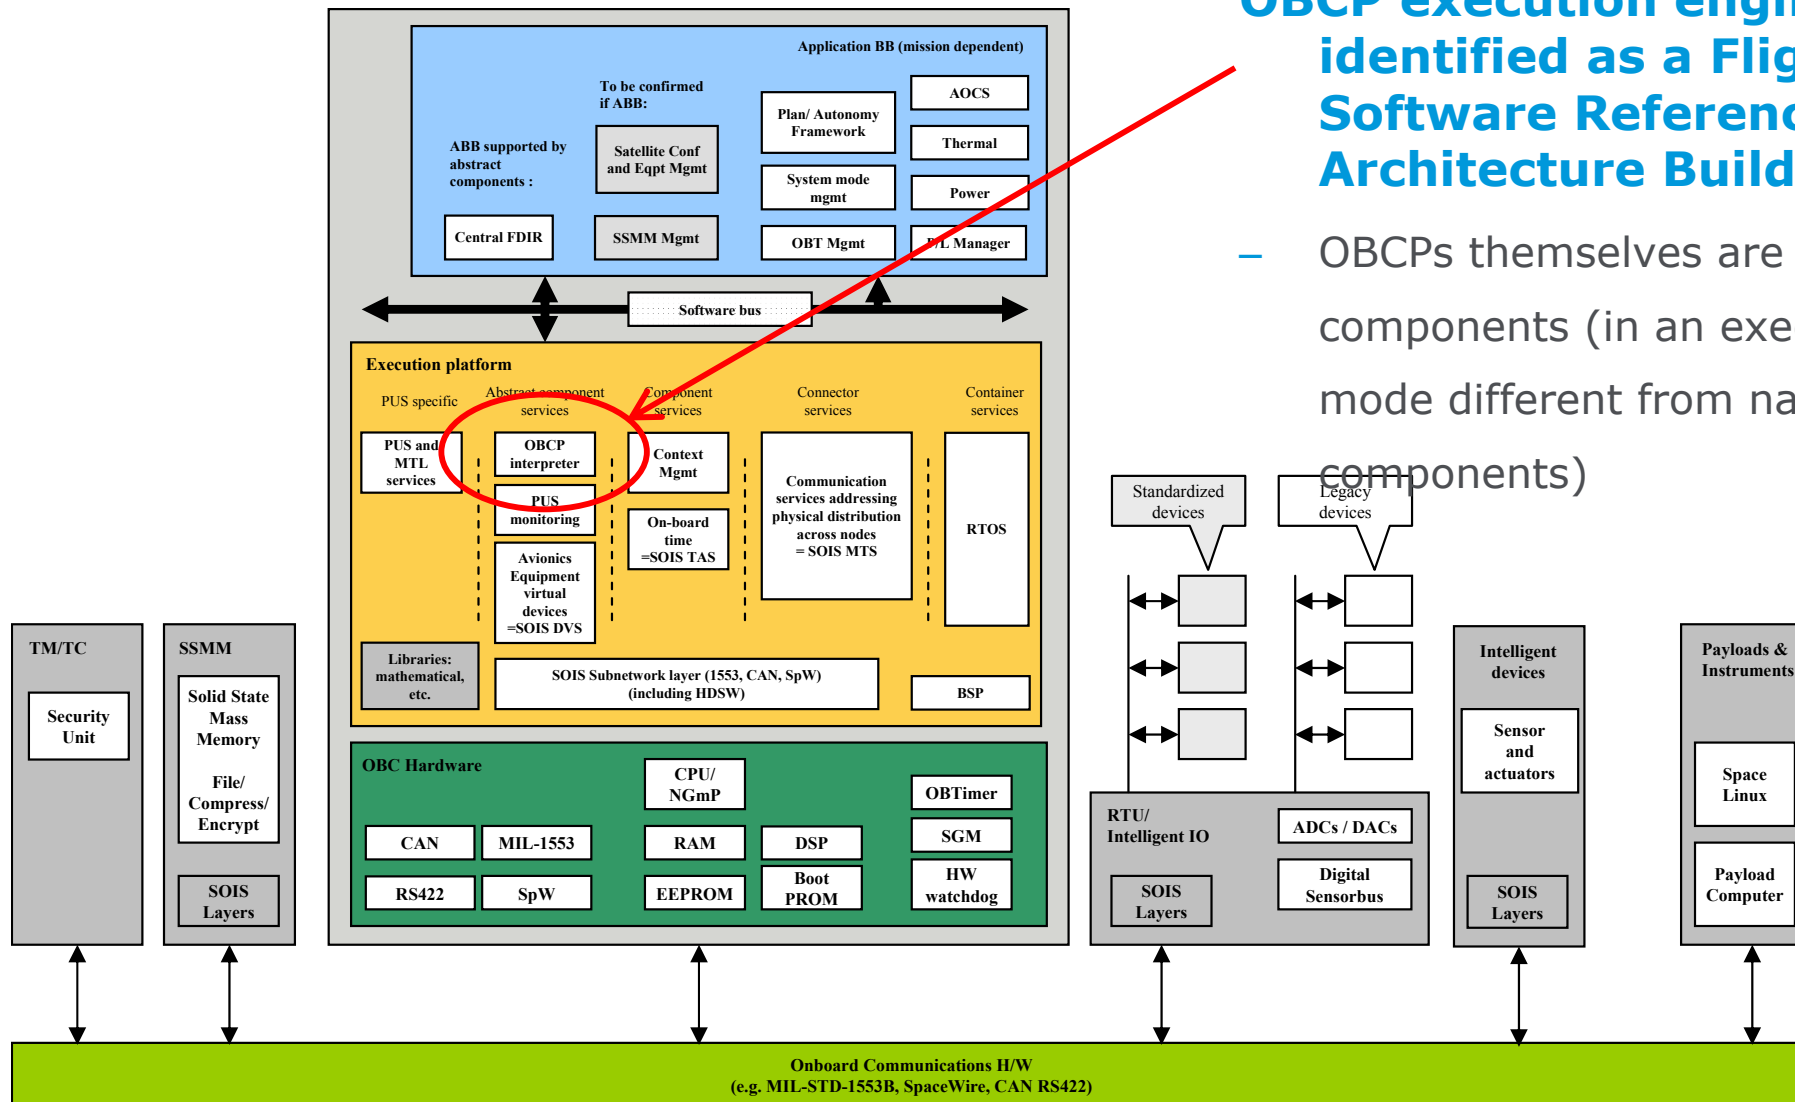 OBCP execution
identified as a
Software
Architecture
– OBCPs themselves are
components (in an
mode different from
components)
Application BB (mission dependent)
To be confirmed
if ABB:
ABB supported by
abstract
components :
Satellite Conf
and Eqpt Mgmt
Central FDIR
SSMM Mgmt
Plan/ Autonomy
Framework
System mode
mgmt
OBT Mgmt
AOCS
Thermal
Power
P/L Manager
Software bus
Execution platform
PUS specific
Abstract component
services
Component
services
Connector
services
Container
services
PUS and
MTL
services
OBCP
interpreter
PUS
monitoring
Avionics
Equipment
virtual
devices
=SOIS DVS
Context
Mgmt
On-board
time
=SOIS TAS
Communication
services addressing
physical distribution
across nodes
= SOIS MTS
RTOS
Libraries:
mathematical,
etc.
SOIS Subnetwork layer (1553, CAN, SpW)
(including HDSW)
BSP
OBC Hardware
CPU/
NGmP
OBTimer
CAN
MIL-1553
RAM
DSP
SGM
RS422
SpW
EEPROM
Boot
PROM
HW
watchdog
TM/TC
Security
Unit
SSMM
Solid State
Mass
Memory
File/
Compress/
Encrypt
SOIS
Layers
Standardized
devices
Legacy
devices
RTU/
Intelligent IO
ADCs / DACs
SOIS
Layers
Digital
Sensorbus
Intelligent
devices
Sensor
and
actuators
SOIS
Layers
Payloads &
Instruments
Space
Linux
Payload
Computer
Onboard Communications H/W
(e.g. MIL-STD-1553B, SpaceWire, CAN RS422)